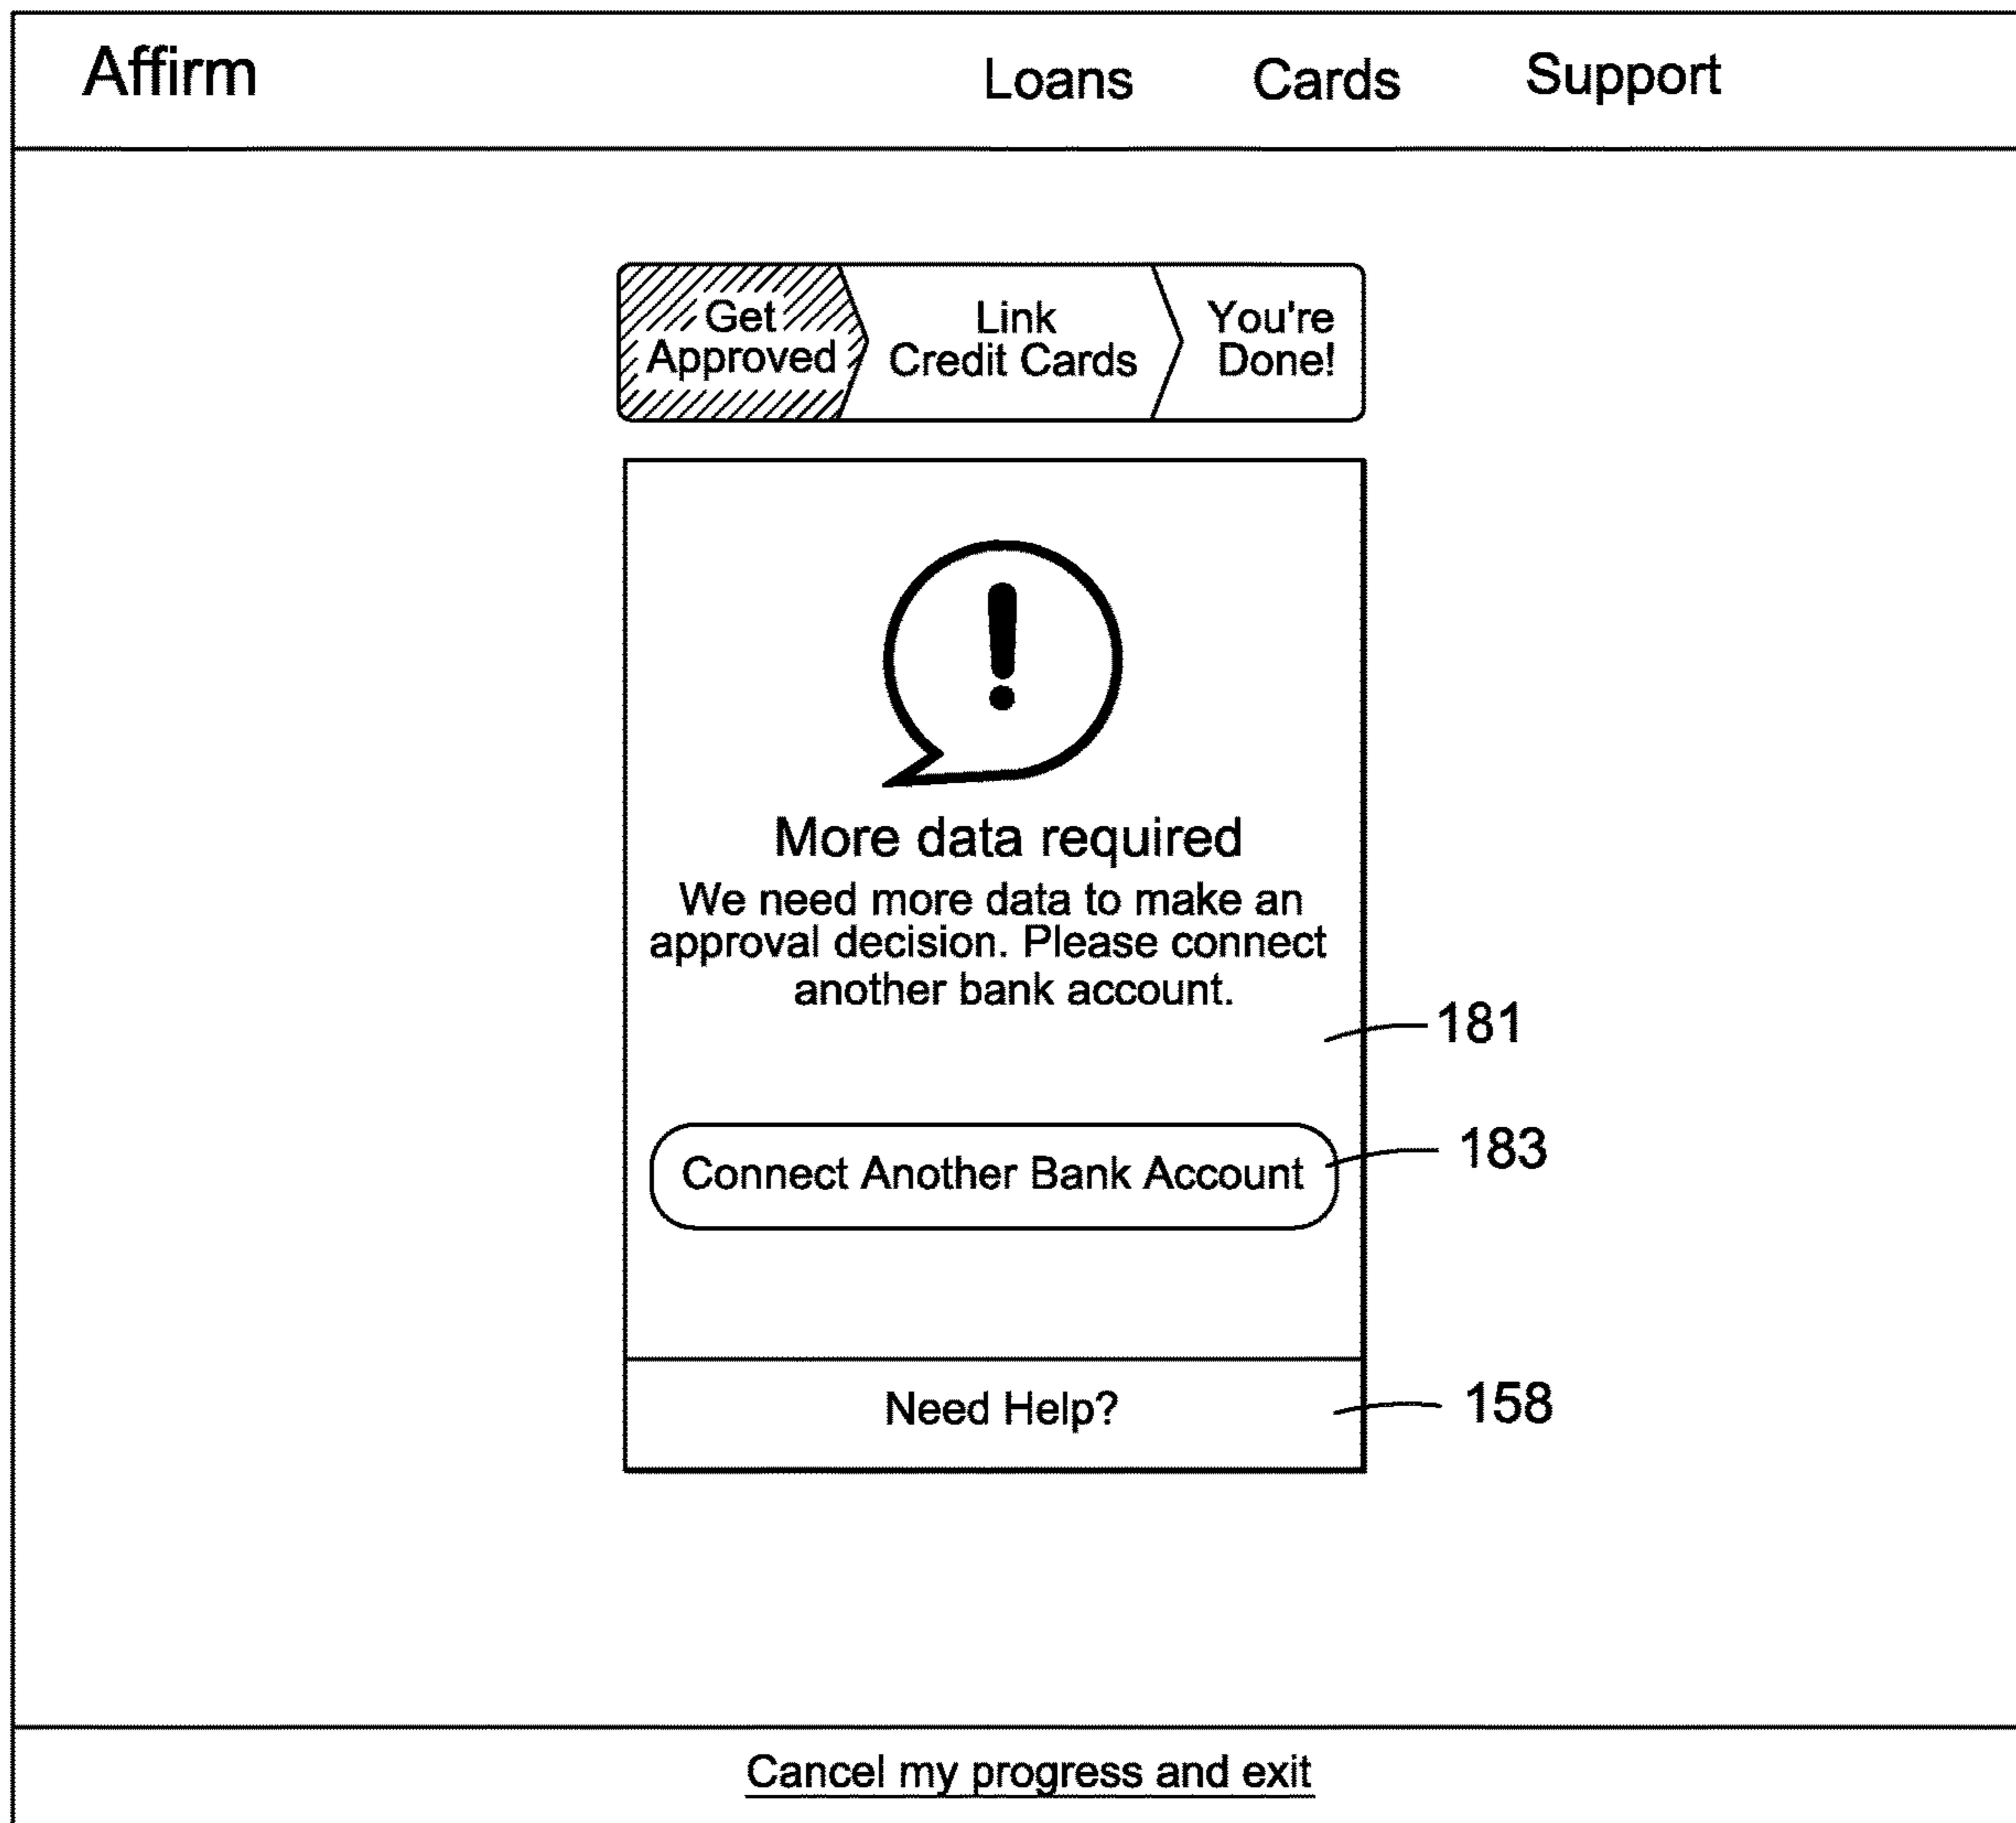 Affirm
Loans
Cards
Support
Get
Approved
Link
Credit Cards
You're
Done!
!
More data required
We need more data to make an
approval decision. Please connect
another bank account.
181
Connect Another Bank Account
183
Need Help?
158
Cancel my progress and exit